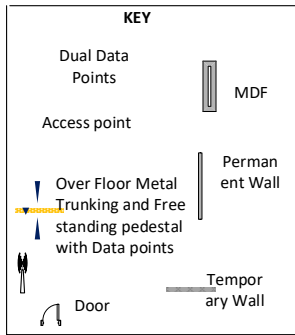 KEY
Dual Data
Points
MDF
Access point
Perman
ent Wall
Over Floor Metal
Trunking and Free
standing pedestal
with Data points
Tempor
ary Wall
Door